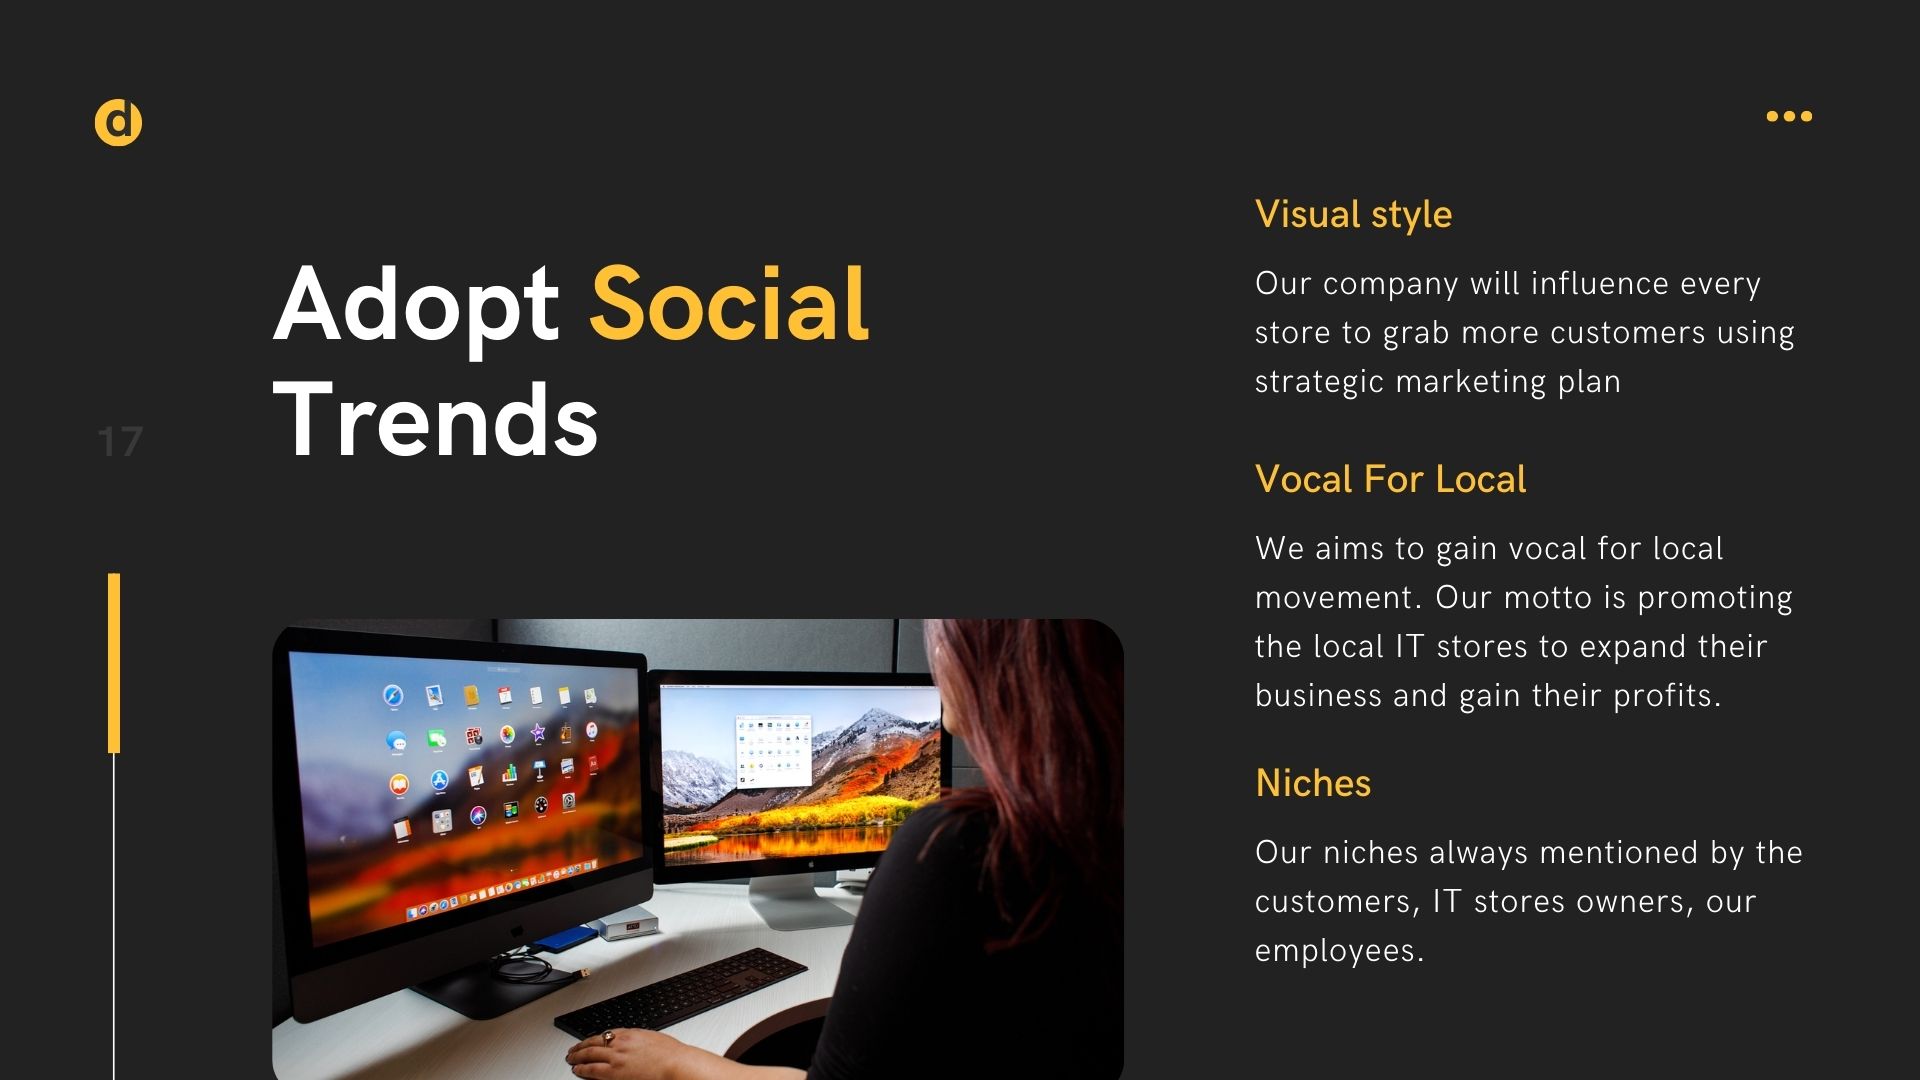 d
Adopt Social
Trends
17
Visual style
Our company will influence every
store to grab more customers using
strategic marketing plan
Vocal For Local
We aims to gain vocal for local
movement. Our motto is promoting
the local IT stores to expand their
business and gain their profits.
Niches
Our niches always mentioned by the
customers, IT stores owners, our
employees.